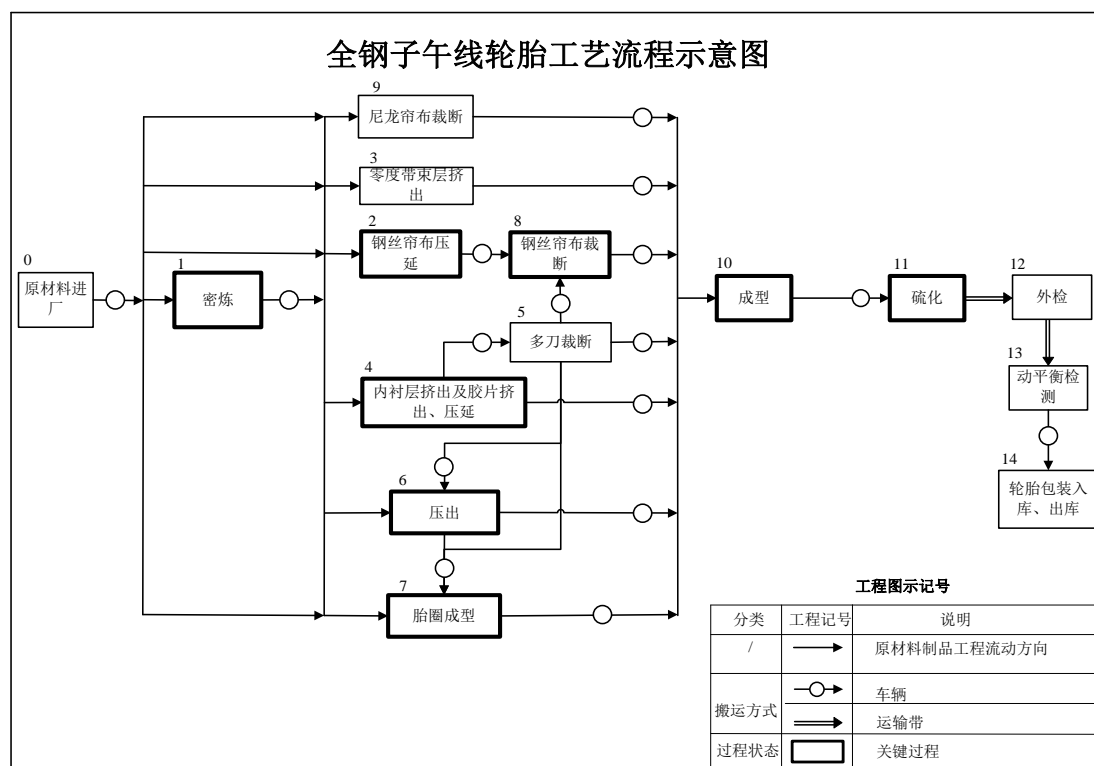 全钢子午线轮胎工艺流程示意图
9
尼龙帘布裁断
3
零度带束层挤
出
2
钢丝帘布压
延
8
钢丝帘布裁
断
0
原材料进
厂
1
密炼
10
成型
11
硫化
12
外检
5
多刀裁断
13
动平衡检
测
4
内衬层挤出及胶片挤
出、压延
14
轮胎包装入
库、出库
6
压出
7
胎圈成型
工程图示记号
分类 工程记号 说明
/ 原材料制品工程流动方向
搬运方式 车辆
运输带
过程状态 关键过程